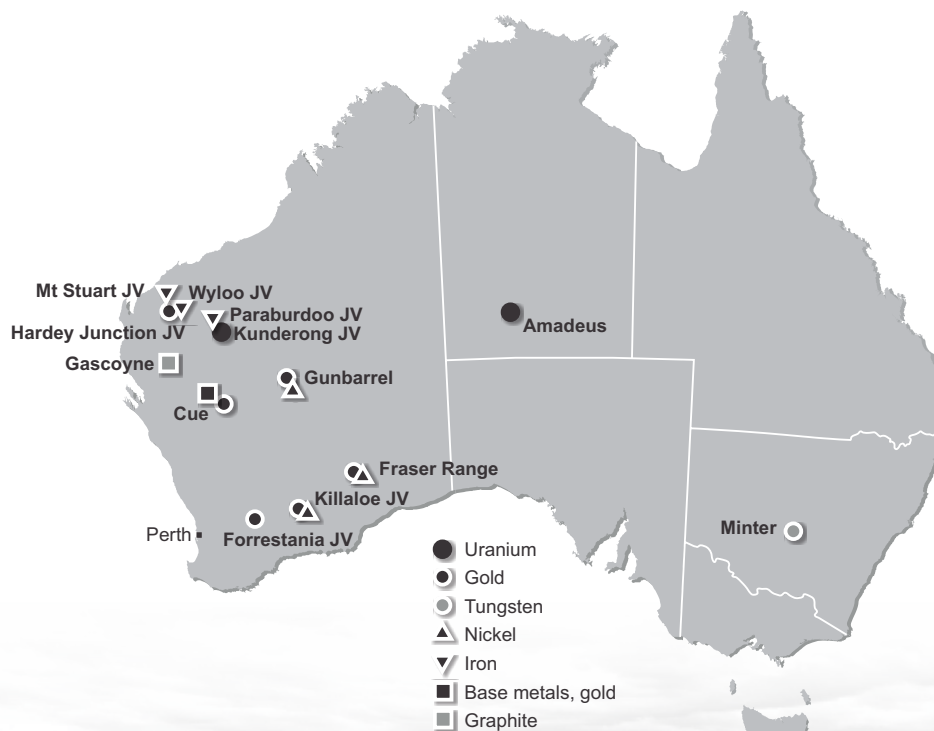 Mt Stuart JV
Wyloo JV
Paraburdoo JV
Hardey Junction JV
Kunderong JV
Amadeus
Gascoyne
Gunbarrel
Cue
Fraser Range
Killaloe JV
Minter
Perth
Forrestania JV
Uranium
Gold
Tungsten
Nickel
Iron
Base metals, gold
Graphite